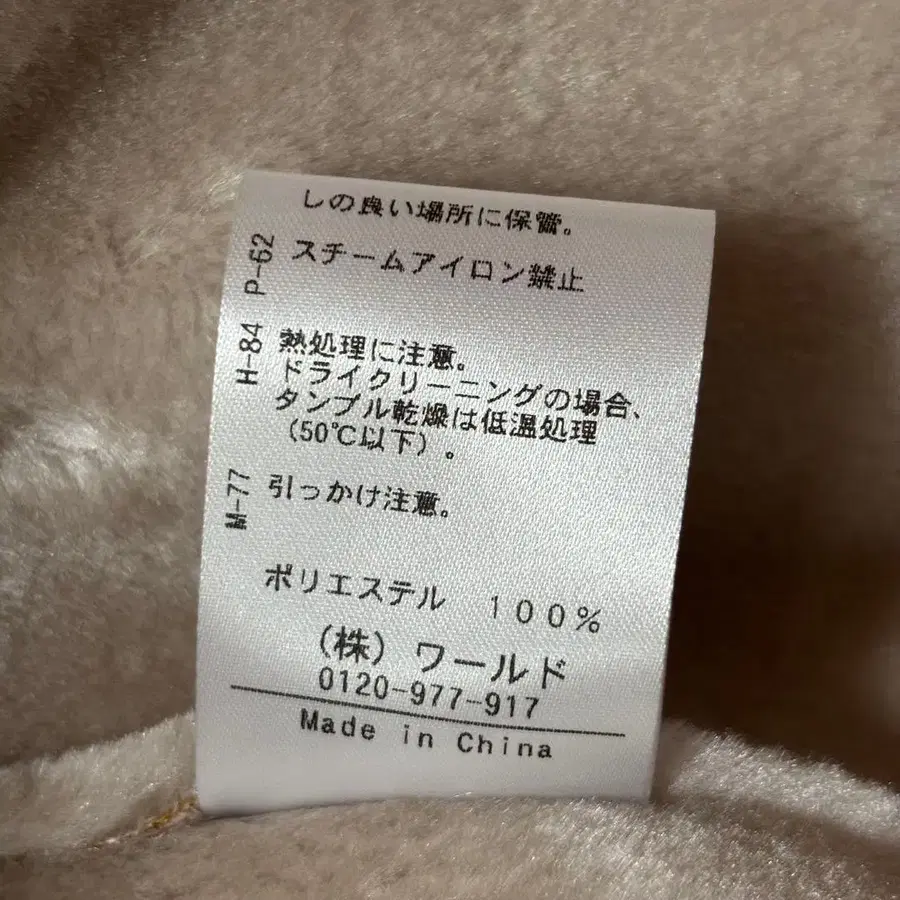 しの良い場所に保管。
P-62
スチームアイロン禁止
H-84
熱処理に注意。
ドライクリーニングの場合、
タンブル乾燥は低温処理
（50℃以下）。
M-77
引っかけ注意。
ポリエステル 100%
（株）ワールド
0120-977-917
Made in China